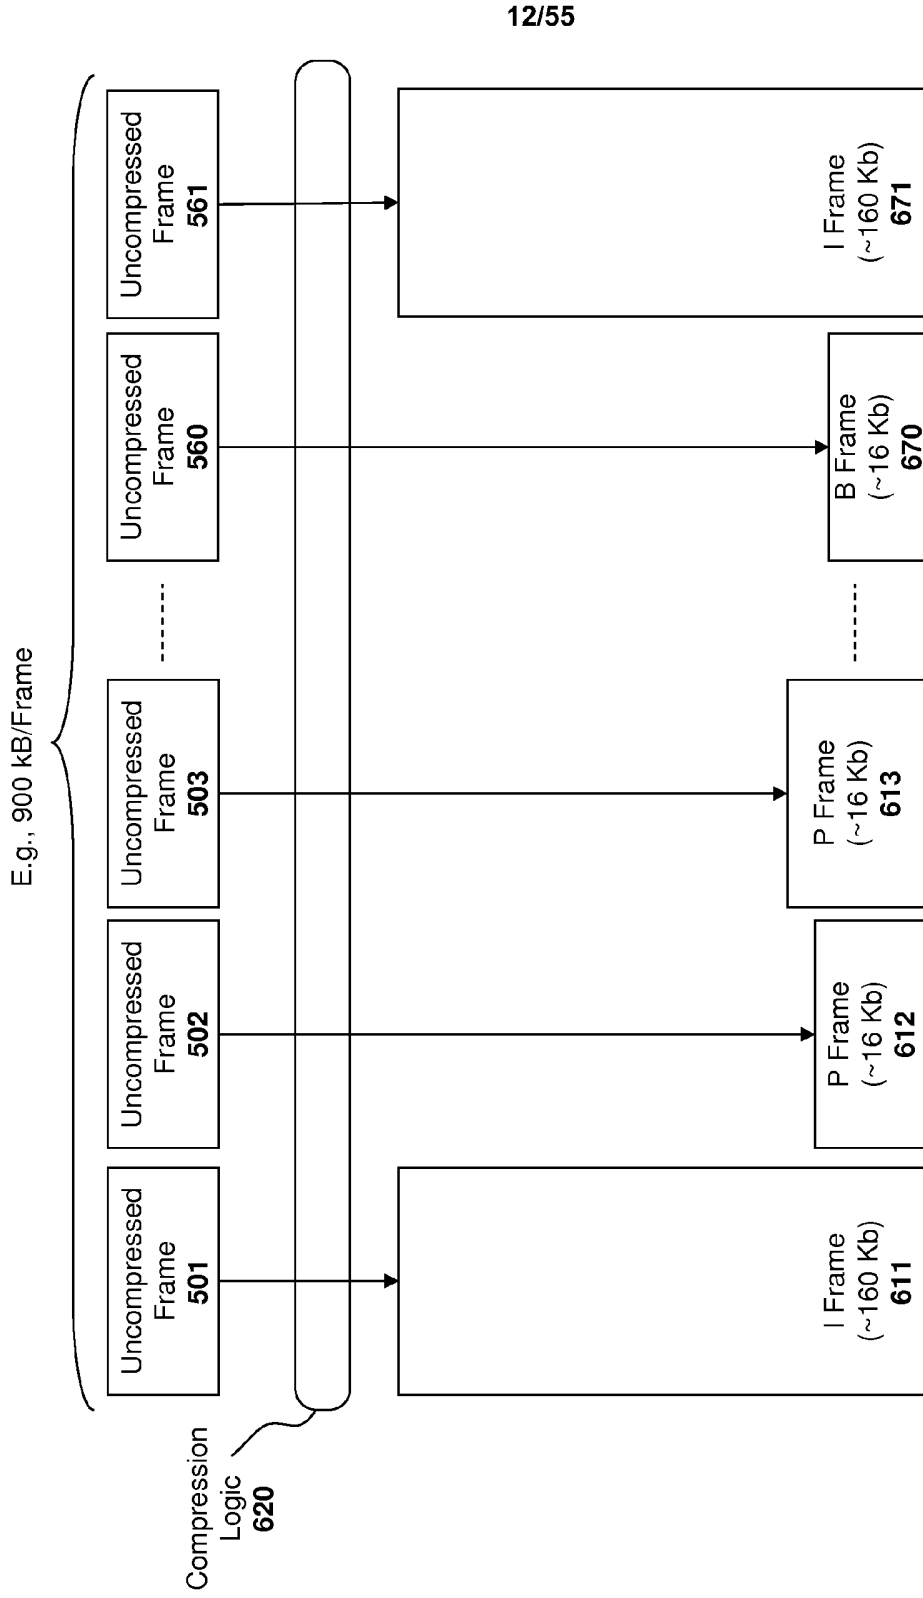 12/55
E.g., 900 kB/Frame
Uncompressed
Frame
501
Uncompressed
Frame
502
Uncompressed
Frame
503
Uncompressed
Frame
560
Uncompressed
Frame
561
Compression
Logic
620
I Frame
(~160 Kb)
611
P Frame
(~16 Kb)
612
P Frame
(~16 Kb)
613
B Frame
(~16 Kb)
670
I Frame
(~160 Kb)
671